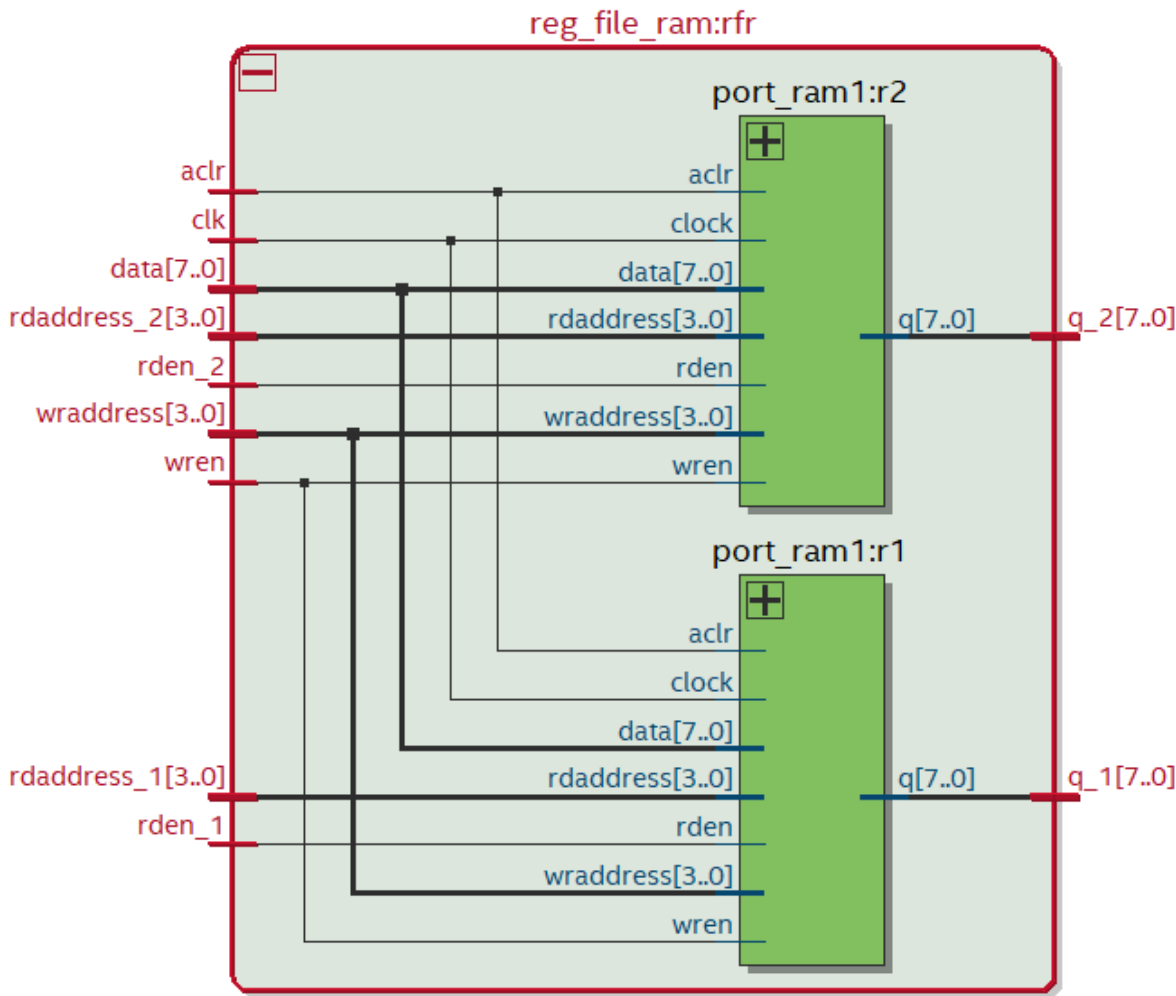 reg_file_ram:rfr
port_ram1:r2
aclr
aclr
clk
clock
data[7..0]
data[7..0]
rdaddress_2[3..0]
rdaddress[3..0]
q[7..0]
q_2[7..0]
rden_2
rden
wraddress[3..0]
wraddress[3..0]
wren
wren
port_ram1:r1
aclr
clock
data[7..0]
rdaddress_1[3..0]
rdaddress[3..0]
q[7..0]
q_1[7..0]
rden_1
rden
wraddress[3..0]
wren